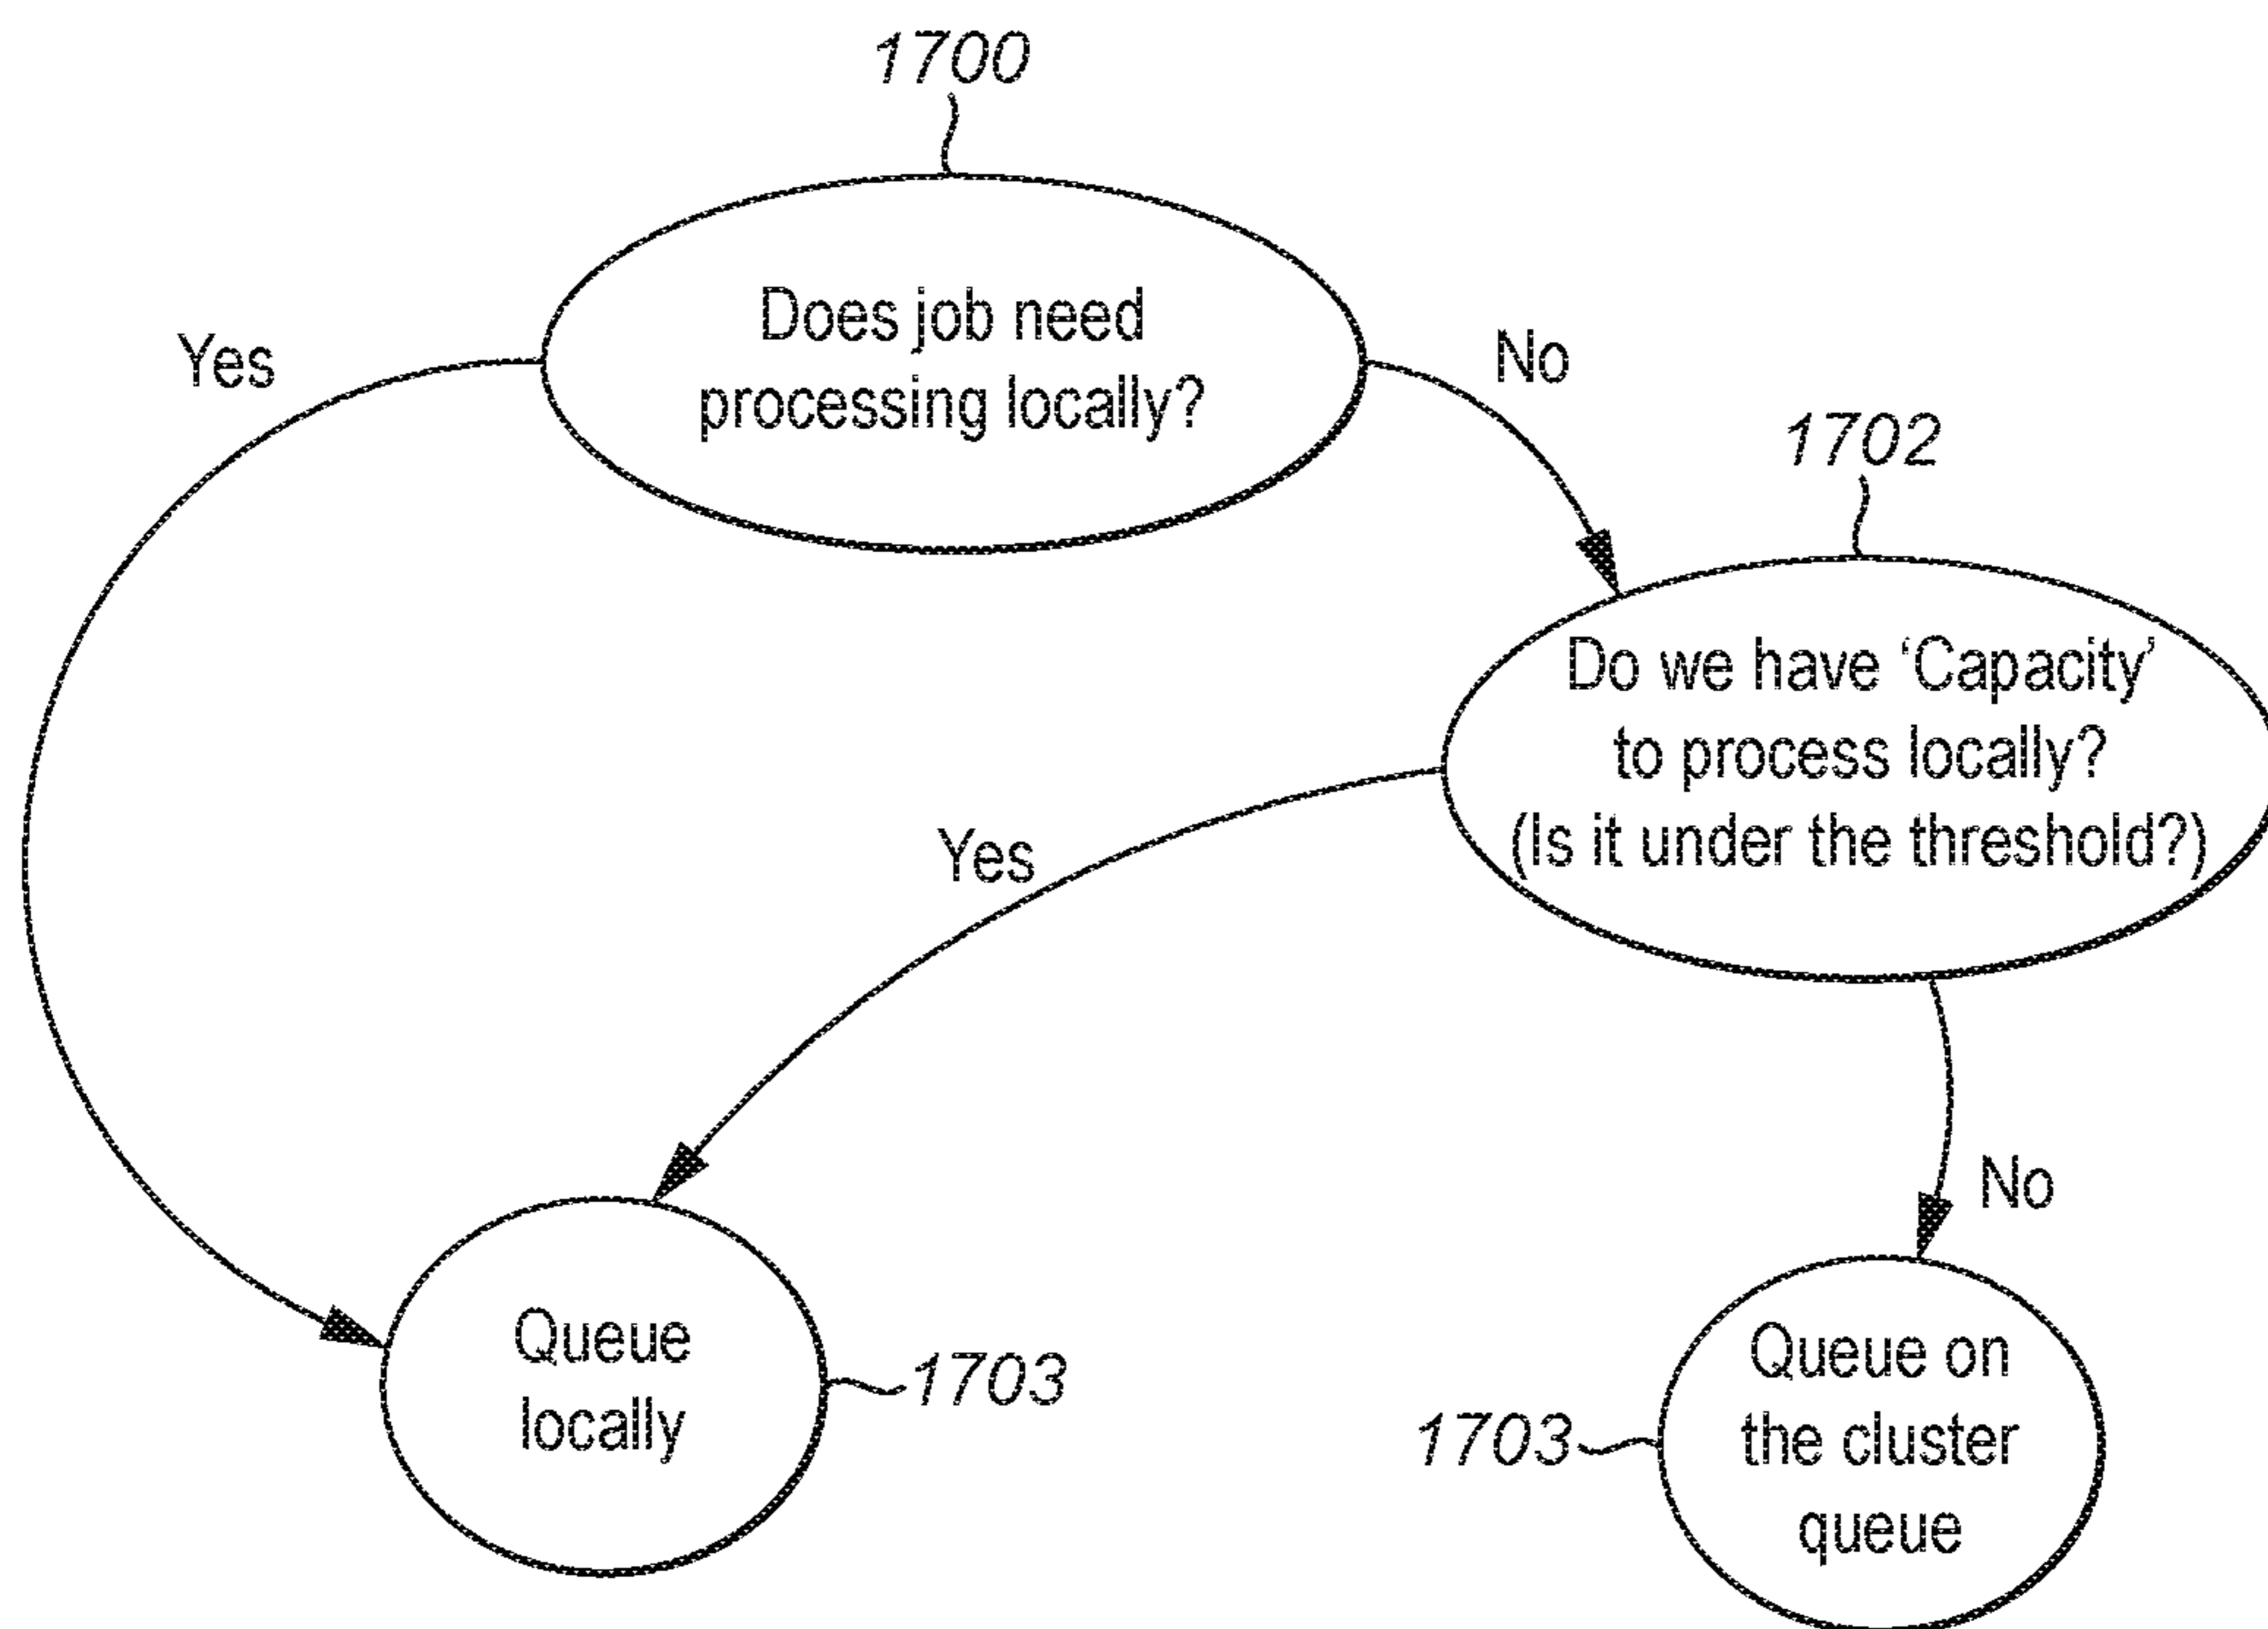 1700
Does job need
processing locally?
Yes
No
1702
Do we have ‘Capacity’
to process locally?
(Is it under the threshold?)
Yes
No
Queue
locally
1703
Queue on
the cluster
queue
1703